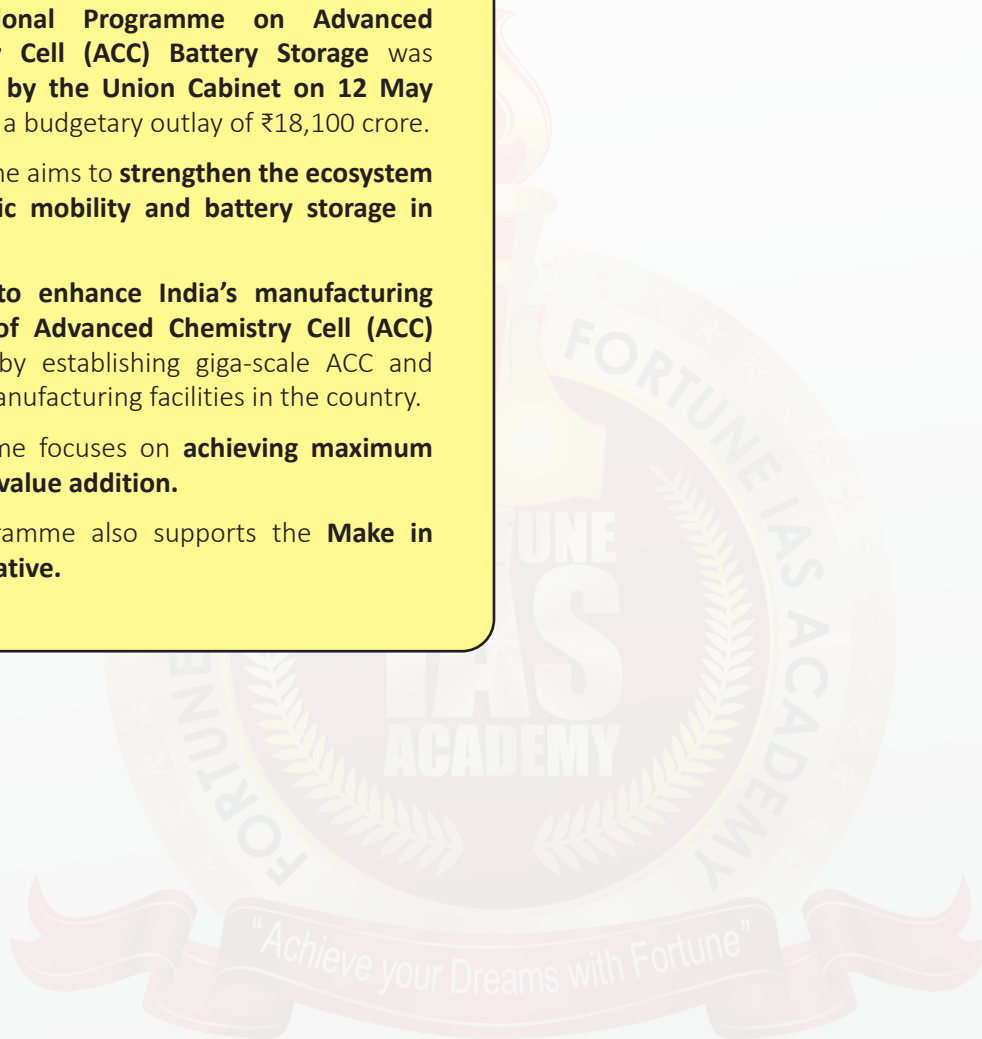 ional Programme on Advanced
y Cell (ACC) Battery Storage was
by the Union Cabinet on 12 May
a budgetary outlay of ₹18,100 crore.
ne aims to strengthen the ecosystem
ic mobility and battery storage in
to enhance India’s manufacturing
of Advanced Chemistry Cell (ACC)
by establishing giga-scale ACC and
anufacturing facilities in the country.
me focuses on achieving maximum
value addition.
ramme also supports the Make in
ative.
FORTUNE IAS ACADEMY
FORTUNE
TUNE
IAS
ACADEMY
"Achieve your Dreams with Fortune"